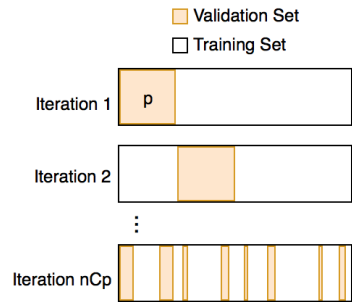 Validation Set
Training Set
Iteration 1
p
Iteration 2
...
Iteration nCp